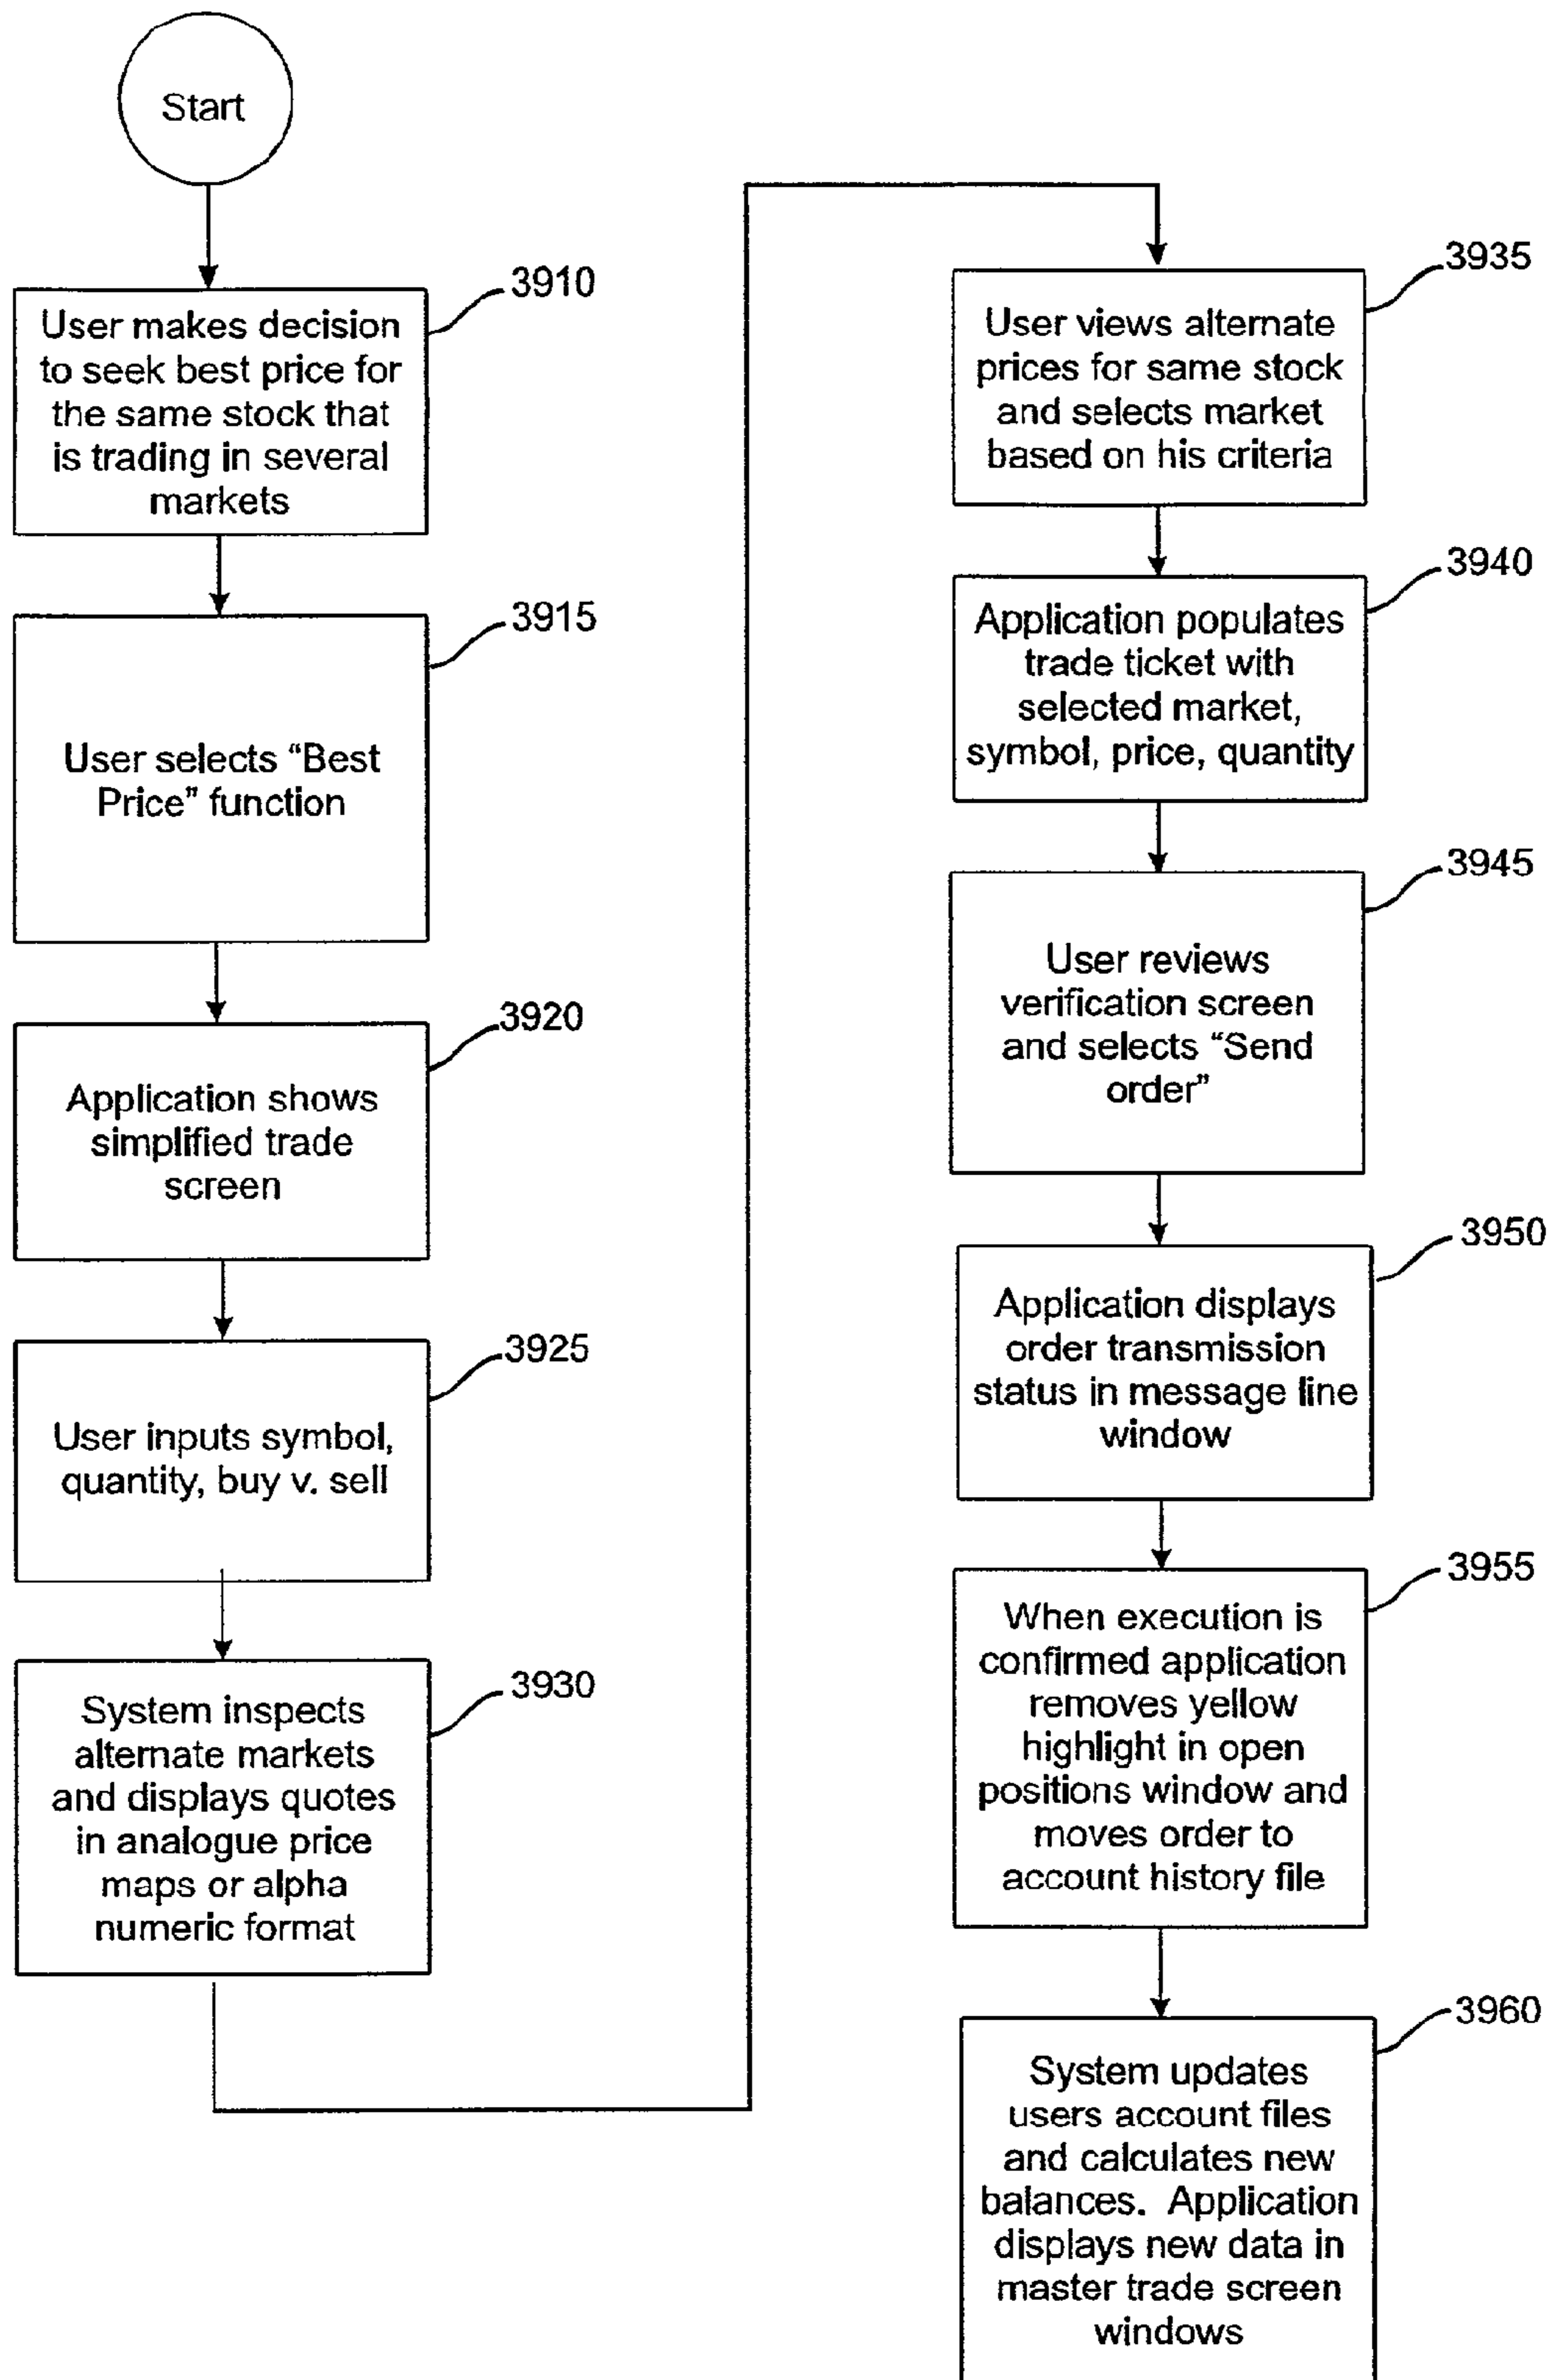 Start
3910
User makes decision
to seek best price for
the same stock that
is trading in several
markets
3915
User selects “Best
Price” function
3920
Application shows
simplified trade
screen
3925
User inputs symbol,
quantity, buy v. sell
3930
System inspects
alternate markets
and displays quotes
in analogue price
maps or alpha
numeric format
3935
User views alternate
prices for same stock
and selects market
based on his criteria
3940
Application populates
trade ticket with
selected market,
symbol, price, quantity
3945
User reviews
verification screen
and selects “Send
order”
3950
Application displays
order transmission
status in message line
window
3955
When execution is
confirmed application
removes yellow
highlight in open
positions window and
moves order to
account history file
3960
System updates
users account files
and calculates new
balances. Application
displays new data in
master trade screen
windows